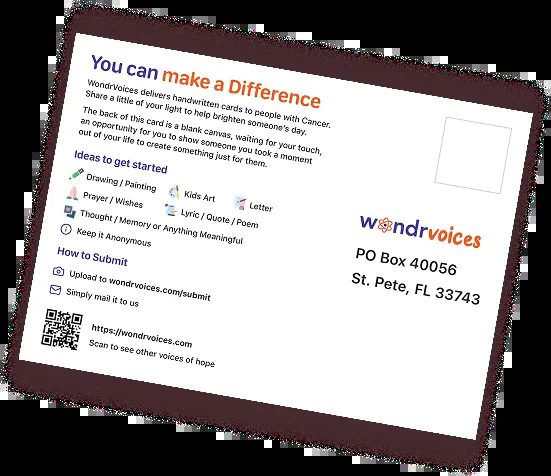 You can make a Difference
WondrVoices delivers handwritten cards to people with Cancer.
Share a little of your light to help brighten someone's day.
The back of this card is a blank canvas, waiting for your touch,
an opportunity for you to show someone you took a moment
out of your life to create something just for them.
Ideas to get started
Drawing / Painting
Kids Art
Letter
Prayer / Wishes
Lyric / Quote / Poem
Thought / Memory or Anything Meaningful
Keep it Anonymous
How to Submit
Upload to wondrvoices.com/submit
Simply mail it to us
https://wondrvoices.com
Scan to see other voices of hope
wondrvoices
PO Box 40056
St. Pete, FL 33743